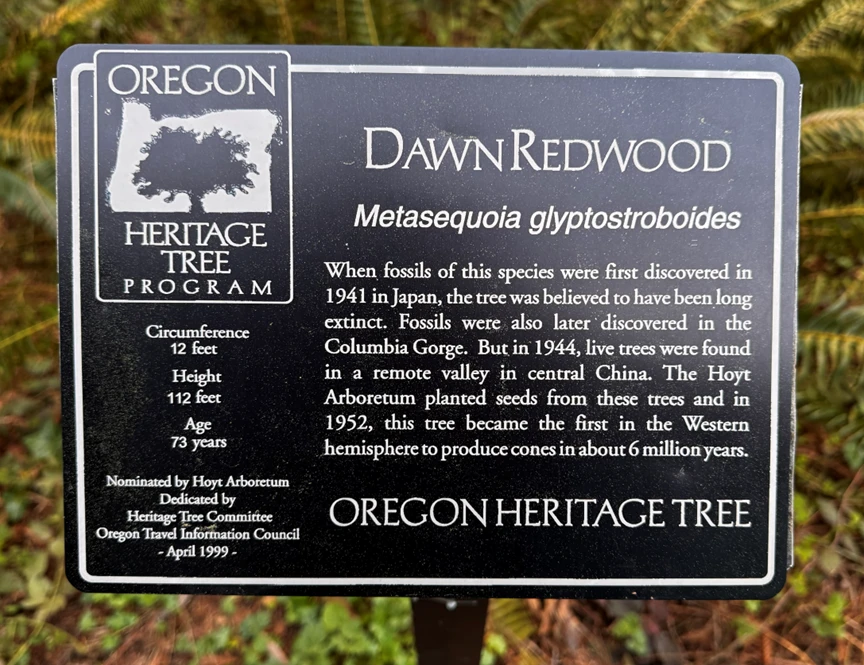 OREGON
HERITAGE
TREE
PROGRAM
Circumference
12 feet
Height
112 feet
Age
73 years
Nominated by Hoyt Arboretum
Dedicated by
Heritage Tree Committee
Oregon Travel Information Council
- April 1999 -
DAWN REDWOOD
Metasequoia glyptostroboides
When fossils of this species were first discovered in
1941 in Japan, the tree was believed to have been long
extinct. Fossils were also later discovered in the
Columbia Gorge. But in 1944, live trees were found
in a remote valley in central China. The Hoyt
Arboretum planted seeds from these trees and in
1952, this tree became the first in the Western
hemisphere to produce cones in about 6 million years.
OREGON HERITAGE TREE